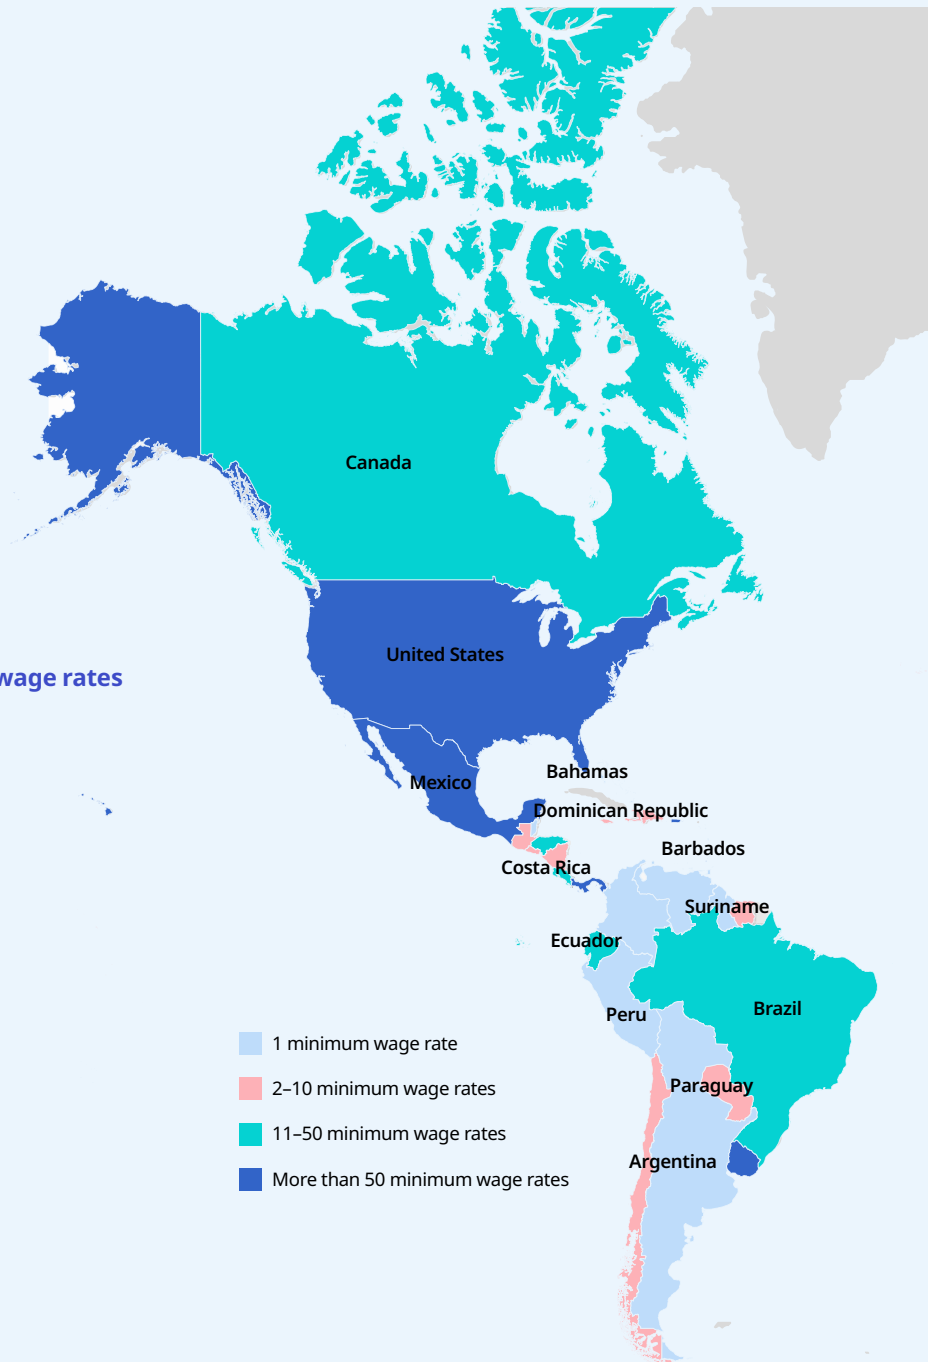 Canada
United States
wage rates
Bahamas
Mexico
Dominican Republic
Barbados
Costa Rica
Suriname
Ecuador
Brazil
Peru
1 minimum wage rate
2–10 minimum wage rates
Paraguay
11–50 minimum wage rates
Argentina
More than 50 minimum wage rates